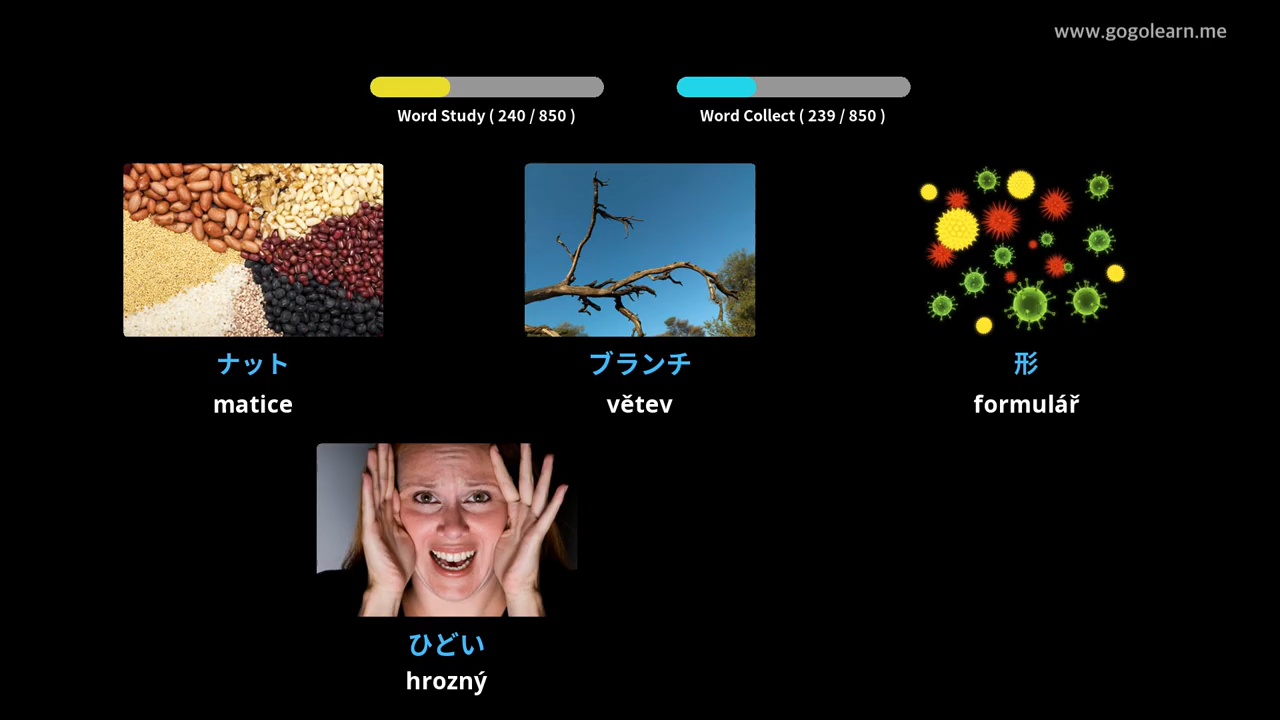 www.gogolearn.me
Word Study ( 240 / 850 )
Word Collect ( 239 / 850 )
ナット
matice
ブランチ
větev
形
formulář
ひどい
hrozný